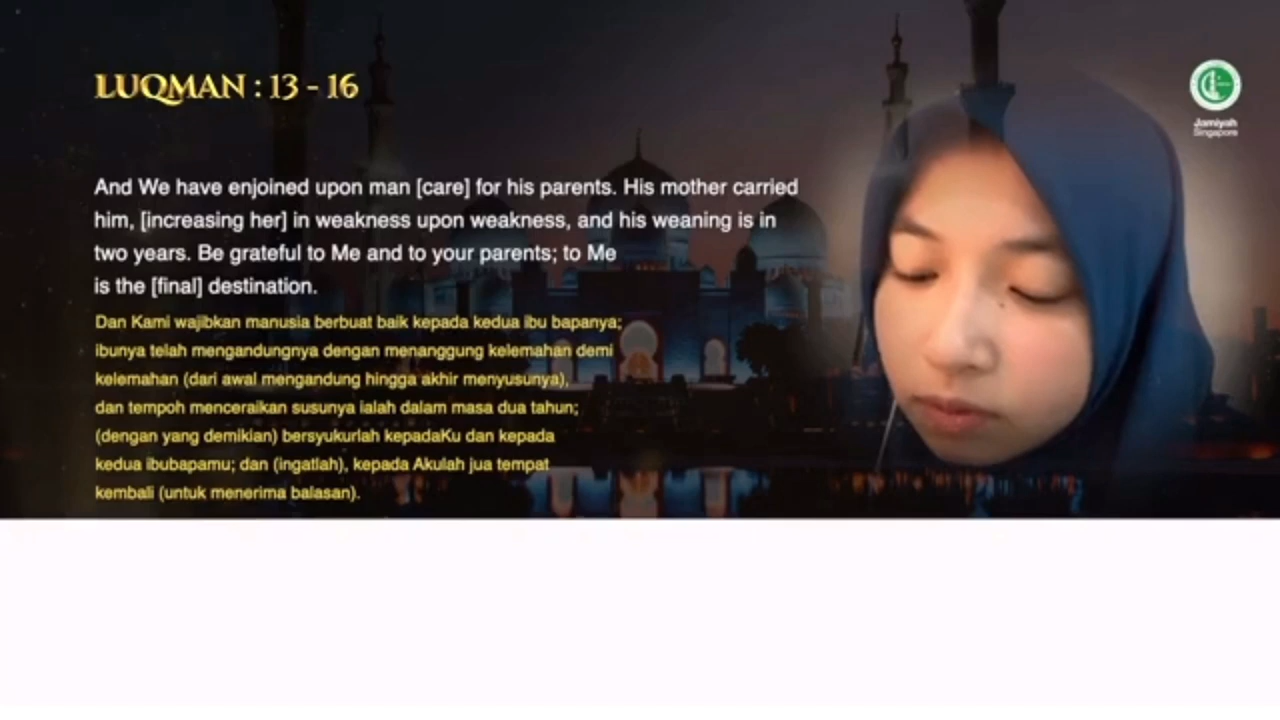 LUQMAN : 13 - 16
Jamiyah
Singapore
And We have enjoined upon man [care] for his parents. His mother carried
him, [increasing her] in weakness upon weakness, and his weaning is in
two years. Be grateful to Me and to your parents; to Me
is the [final] destination.
Dan Kami wajibkan manusia berbuat baik kepada kedua ibu bapanya;
ibunya telah mengandungnya dengan menanggung kelemahan demi
kelemahan (dari awal mengandung hingga akhir menyusunya),
dan tempoh menceraikan susunya ialah dalam masa dua tahun;
(dengan yang demikian) bersyukurlah kepadaKu dan kepada
kedua ibubapamu; dan (ingatlah), kepada Akulah jua tempat
kembali (untuk menerima balasan).